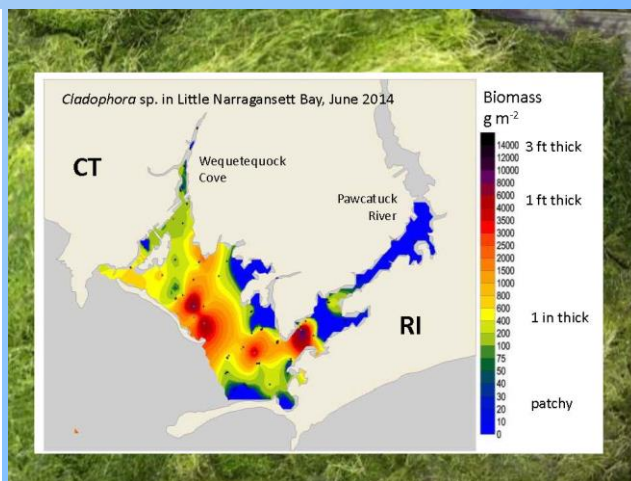 Cladophora sp. in Little Narragansett Bay, June 2014
Biomass
g m-2
CT
Wequetequock
Cove
Pawcatuck
River
RI
14000
12000
10000
8000
6000
4000
3500
3000
2500
2000
1500
1000
800
600
400
200
100
75
50
40
30
20
10
0
3 ft thick
1 ft thick
1 in thick
patchy